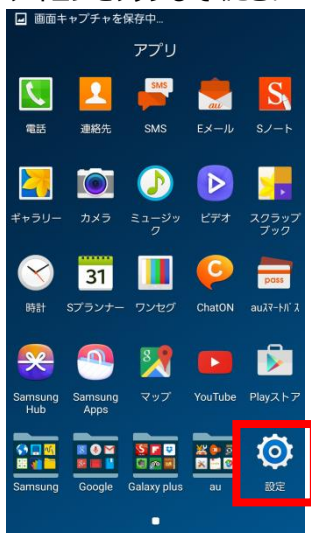 画面キャプチャを保存中...
アプリ
SMS
au
S
電話
連絡先
SMS
Eメール
Sノート
ギャラリー
カメラ
ミュージッ
ク
ビデオ
スクラップ
ブック
31
pass
時計
Sプランナー
ワンセグ
ChatON
auスマートパス
8
Samsung
Hub
Samsung
Apps
マップ
YouTube
Playストア
Samsung
Google
Galaxy plus
au
設定